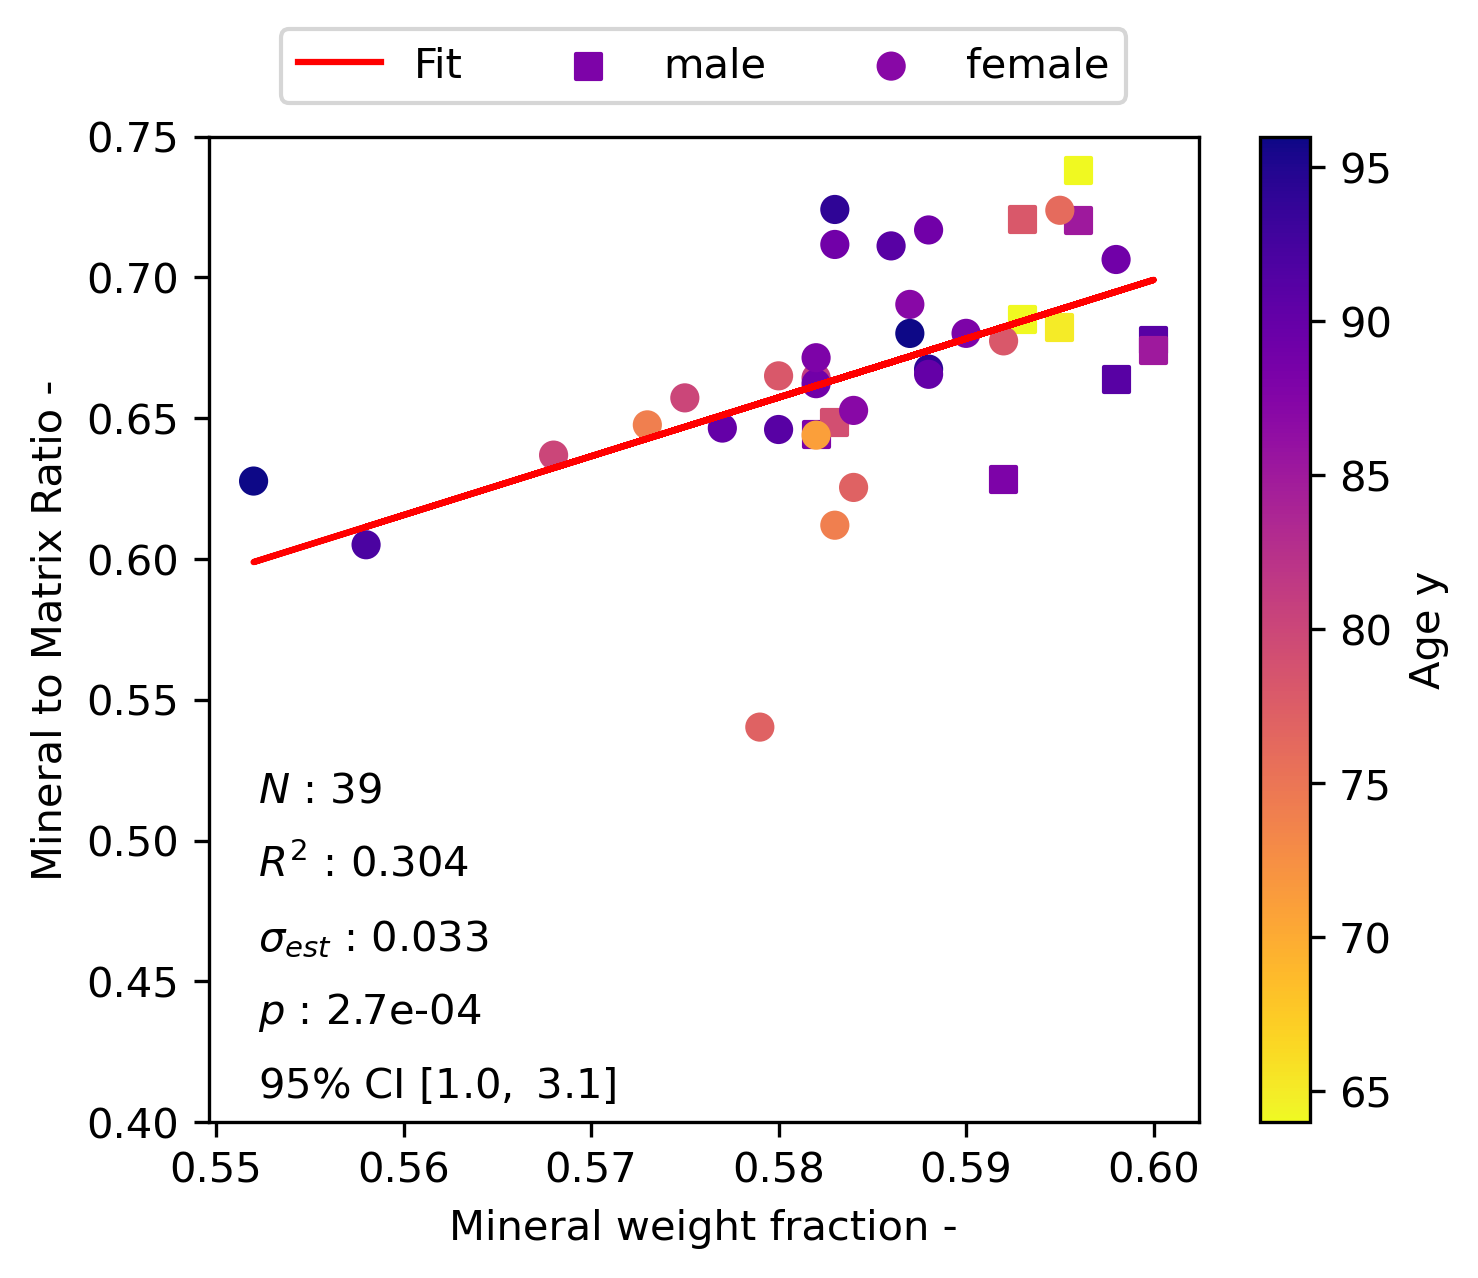 Fit male female
0.75
0.70
0.65
0.60
0.55
0.50
0.45
0.40
Mineral to Matrix Ratio -
N : 39
R² : 0.304
σest : 0.033
p : 2.7e-04
95% CI [1.0, 3.1]
0.55 0.56 0.57 0.58 0.59 0.60
Mineral weight fraction -
95
90
85
80
75
70
65
Age y